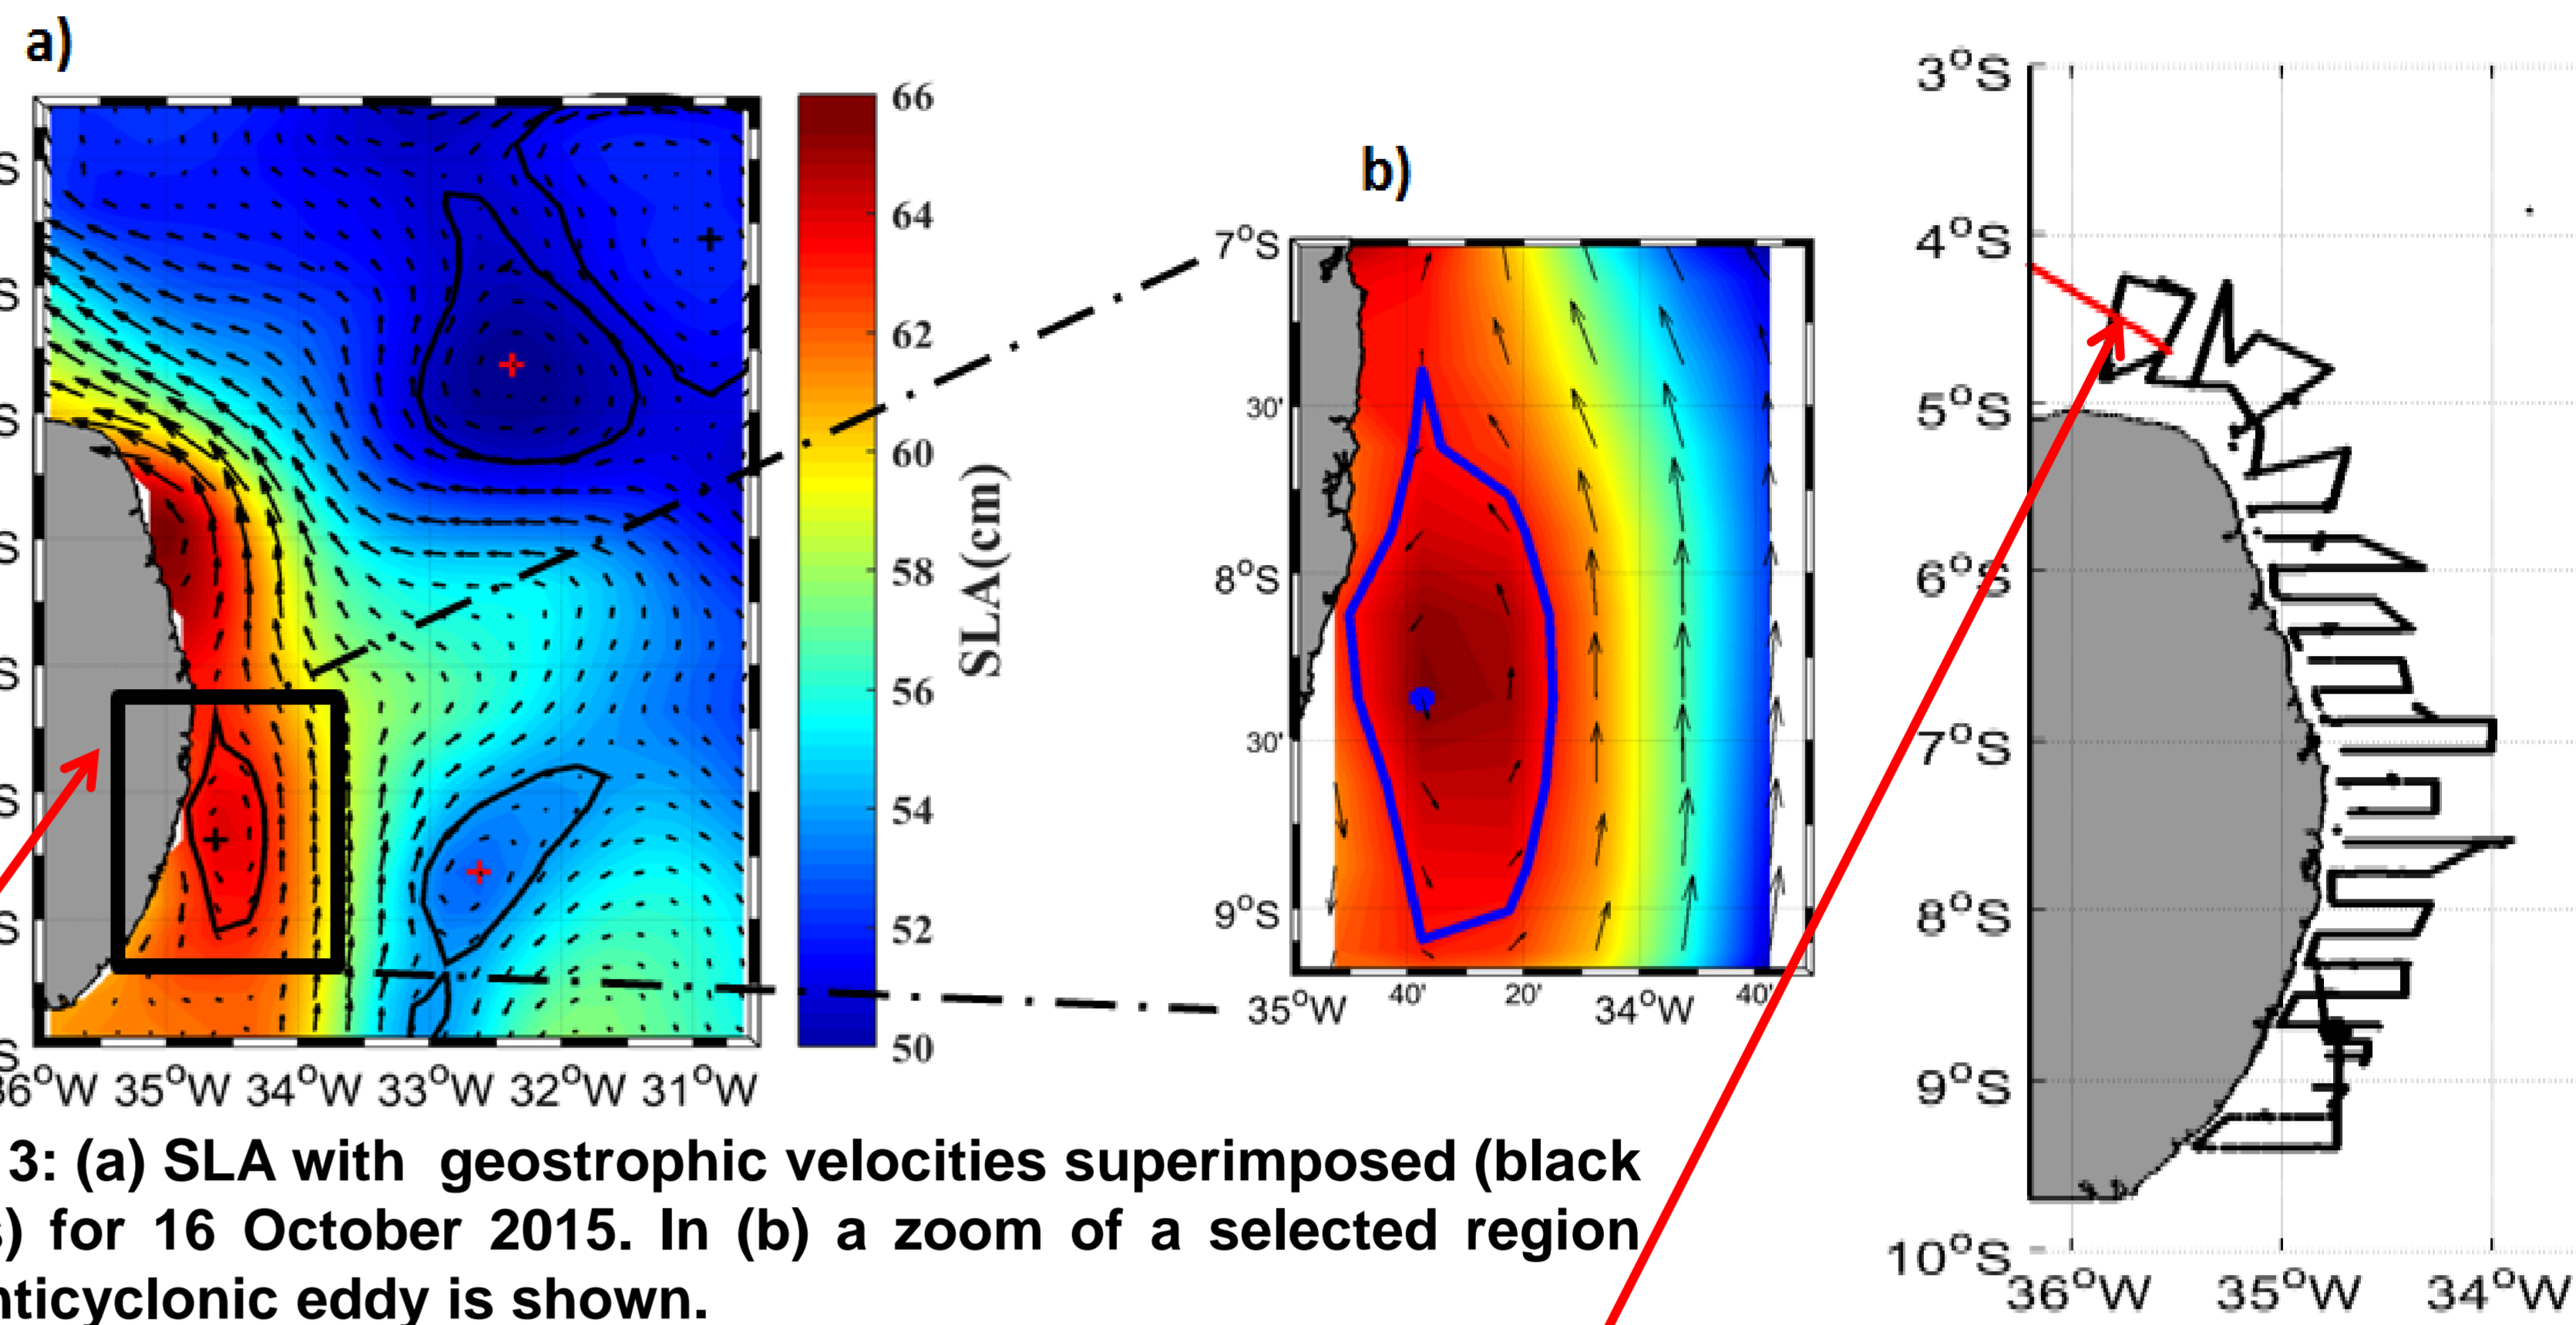 a)
66
64
62
60
58
56
54
52
50
SLA(cm)
S
S
S
S
S
S
S
S
36°W 35°W 34°W 33°W 32°W 31°W
b)
7°S
30'
8°S
30'
9°S
35°W 40' 20' 34°W 40'
3°S
4°S
5°S
6°S
7°S
8°S
9°S
10°S
36°W 35°W 34°W
3: (a) SLA with geostrophic velocities superimposed (black
s) for 16 October 2015. In (b) a zoom of a selected region
nticyclonic eddy is shown.